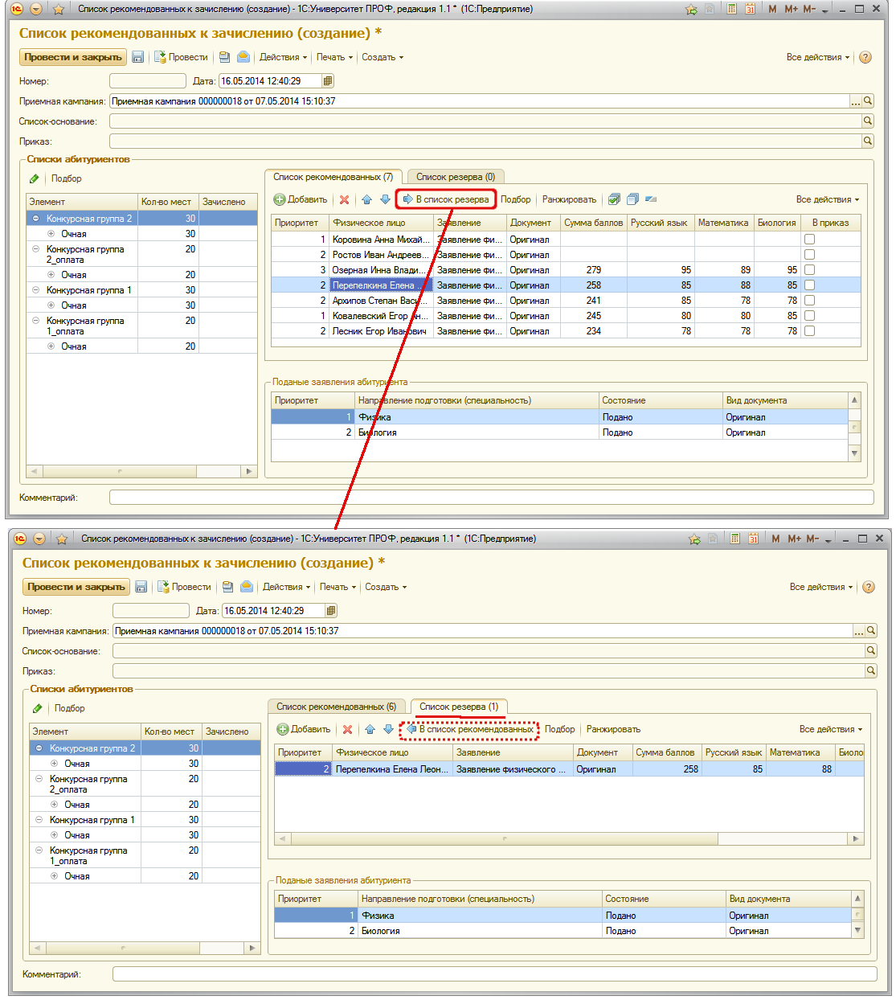 Список рекомендованных к зачислению (создание) - 1С:Университет ПРОФ, редакция 1.1 * (1С:Предприятие) M M+ M-
Список рекомендованных к зачислению (создание) *
Провести и закрыть Провести Действия Печать Создать Все действия ?
Номер: Дата: 16.05.2014 12:40:29
Приемная кампания: Приемная кампания 000000018 от 07.05.2014 15:10:37 ...
Список-основание:
Приказ:
Списки абитуриентов
Подбор
Элемент Кол-во мест Зачислено
Конкурсная группа 2 30
Очная 30
Конкурсная группа 2_оплата 20
Очная 20
Конкурсная группа 1 30
Очная 30
Конкурсная группа 1_оплата 20
Очная 20
Список рекомендованных (7) Список резерва (0)
Добавить В список резерва Подбор Ранжировать Все действия
Приоритет Физическое лицо Заявление Документ Сумма баллов Русский язык Математика Биология В приказ
1 Коровина Анна Михай... Заявление фи... Оригинал
2 Ростов Иван Андреев... Заявление фи... Оригинал
3 Озерная Инна Влади... Заявление фи... Оригинал 279 95 89 95
2 Перепелкина Елена ... Заявление фи... Оригинал 258 85 88 85
2 Архипов Степан Васи... Заявление фи... Оригинал 241 85 78 78
1 Ковалевский Егор Ан... Заявление фи... Оригинал 245 80 80 85
2 Лесник Егор Иванович Заявление фи... Оригинал 234 78 78 78
Поданые заявления абитуриента
Приоритет Направление подготовки (специальность) Состояние Вид документа
1 Физика Подано Оригинал
2 Биология Подано Оригинал
Комментарий:
Список рекомендованных к зачислению (создание) - 1С:Университет ПРОФ, редакция 1.1 * (1С:Предприятие) M M+ M-
Список рекомендованных к зачислению (создание) *
Провести и закрыть Провести Действия Печать Создать Все действия ?
Номер: Дата: 16.05.2014 12:40:29
Приемная кампания: Приемная кампания 000000018 от 07.05.2014 15:10:37 ...
Список-основание:
Приказ:
Списки абитуриентов
Подбор
Элемент Кол-во мест Зачислено
Конкурсная группа 2 30
Очная 30
Конкурсная группа 2_оплата 20
Очная 20
Конкурсная группа 1 30
Очная 30
Конкурсная группа 1_оплата 20
Очная 20
Список рекомендованных (6) Список резерва (1)
Добавить В список рекомендованных Подбор Ранжировать Все действия
Приоритет Физическое лицо Заявление Документ Сумма баллов Русский язык Математика Биоло
2 Перепелкина Елена Леон... Заявление физического ... Оригинал 258 85 88
Поданые заявления абитуриента
Приоритет Направление подготовки (специальность) Состояние Вид документа
1 Физика Подано Оригинал
2 Биология Подано Оригинал
Комментарий: